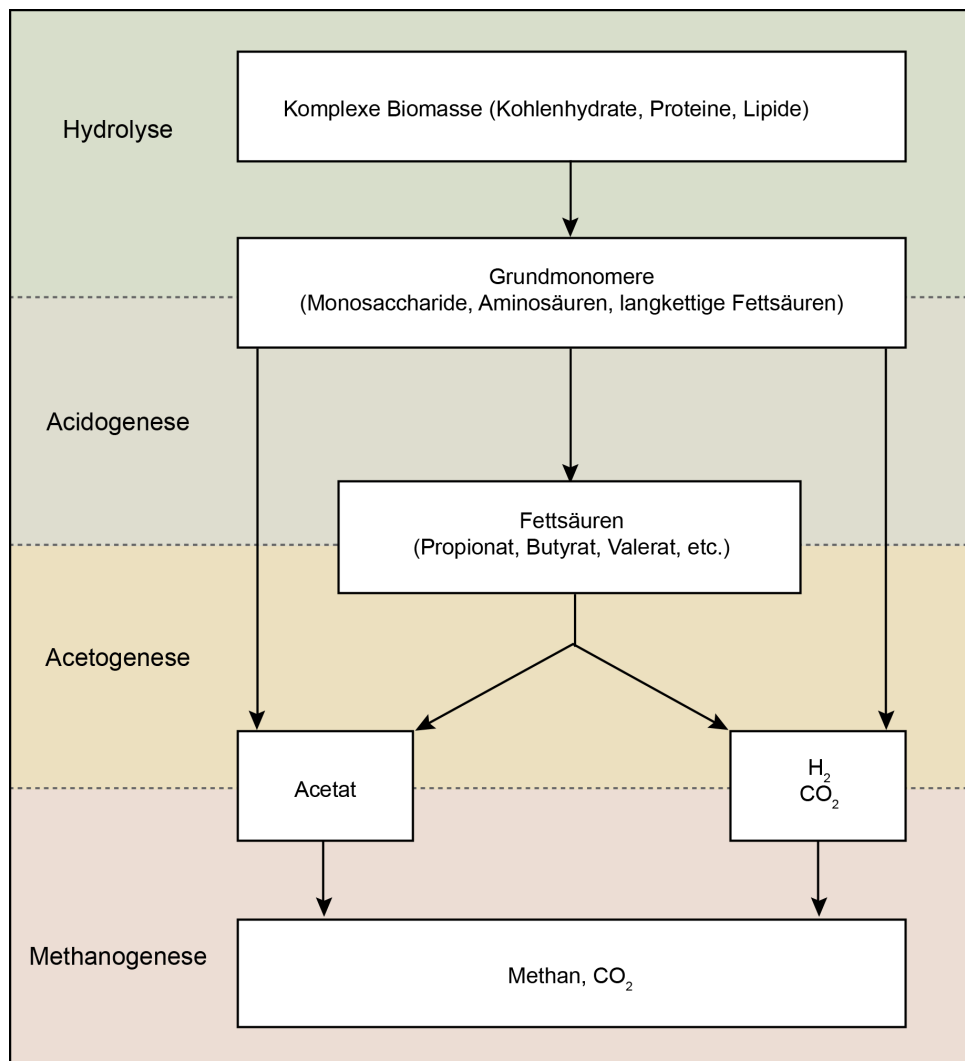 Hydrolyse
Komplexe Biomasse (Kohlenhydrate, Proteine, Lipide)
Grundmonomere
(Monosaccharide, Aminosäuren, langkettige Fettsäuren)
Acidogenese
Fettsäuren
(Propionat, Butyrat, Valerat, etc.)
Acetogenese
Acetat
H₂
CO₂
Methanogenese
Methan, CO₂